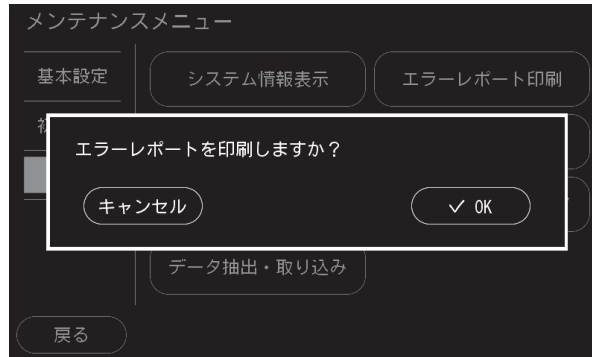 メンテナンスメニュー
基本設定
システム情報表示
エラーレポート印刷
エラーレポートを印刷しますか？
キャンセル
✓ OK
データ抽出・取り込み
戻る